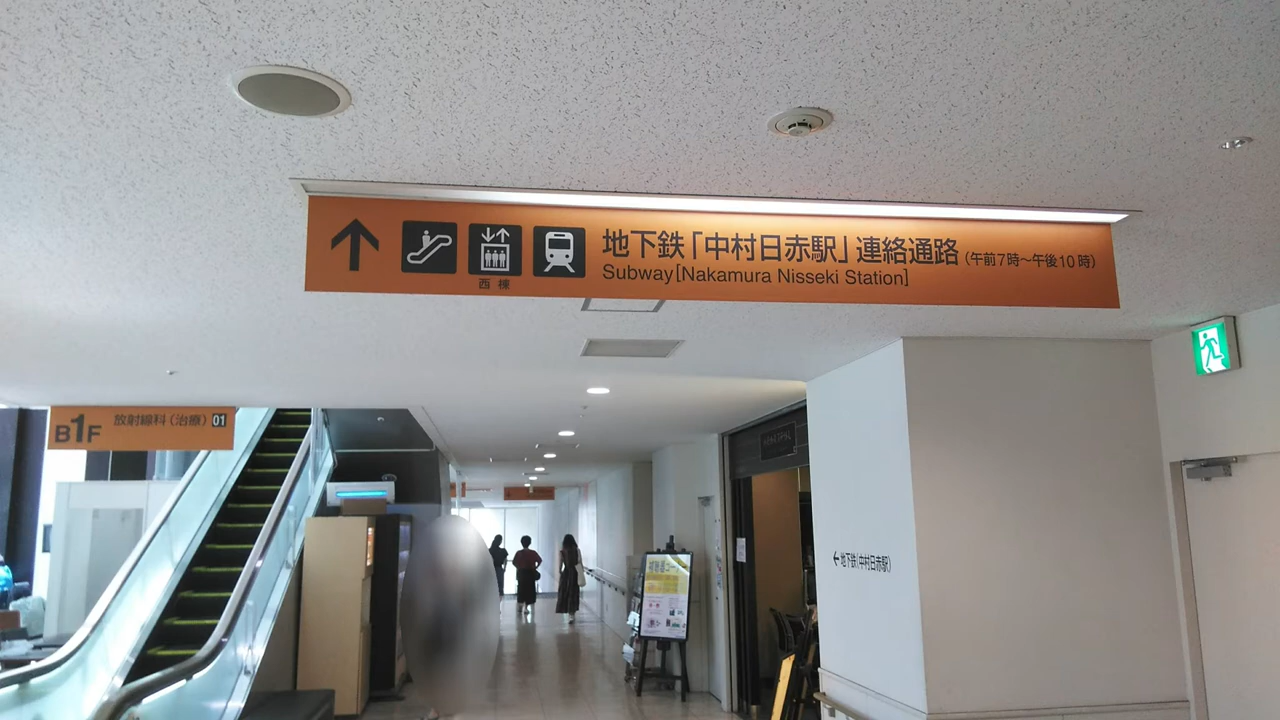 地下鉄「中村日赤駅」連絡通路（午前7時～午後10時）
Subway[Nakamura Nisseki Station]
西棟
B1F 放射線科（治療）01
←地下鉄(中村日赤駅)